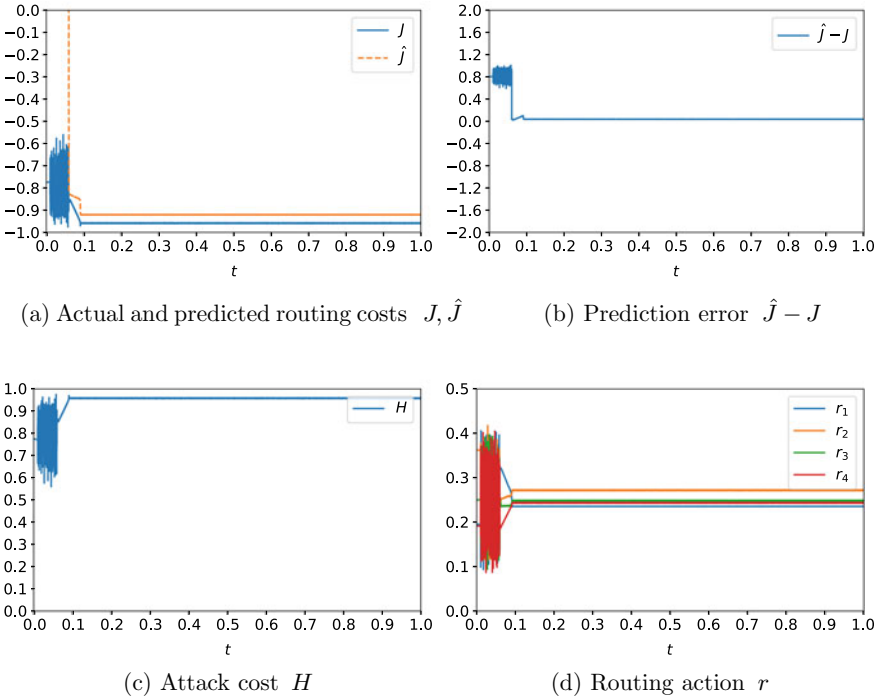 0.0
−0.1
−0.2
−0.3
−0.4
−0.5
−0.6
−0.7
−0.8
−0.9
−1.0
0.0 0.1 0.2 0.3 0.4 0.5 0.6 0.7 0.8 0.9 1.0
t
J
Ĵ
(a) Actual and predicted routing costs J, Ĵ
2.0
1.6
1.2
0.8
0.4
0.0
−0.4
−0.8
−1.2
−1.6
−2.0
0.0 0.1 0.2 0.3 0.4 0.5 0.6 0.7 0.8 0.9 1.0
t
Ĵ − J
(b) Prediction error Ĵ − J
1.0
0.9
0.8
0.7
0.6
0.5
0.4
0.3
0.2
0.1
0.0
0.0 0.1 0.2 0.3 0.4 0.5 0.6 0.7 0.8 0.9 1.0
t
H
(c) Attack cost H
0.5
0.4
0.3
0.2
0.1
0.0
0.0 0.1 0.2 0.3 0.4 0.5 0.6 0.7 0.8 0.9 1.0
t
r₁
r₂
r₃
r₄
(d) Routing action r